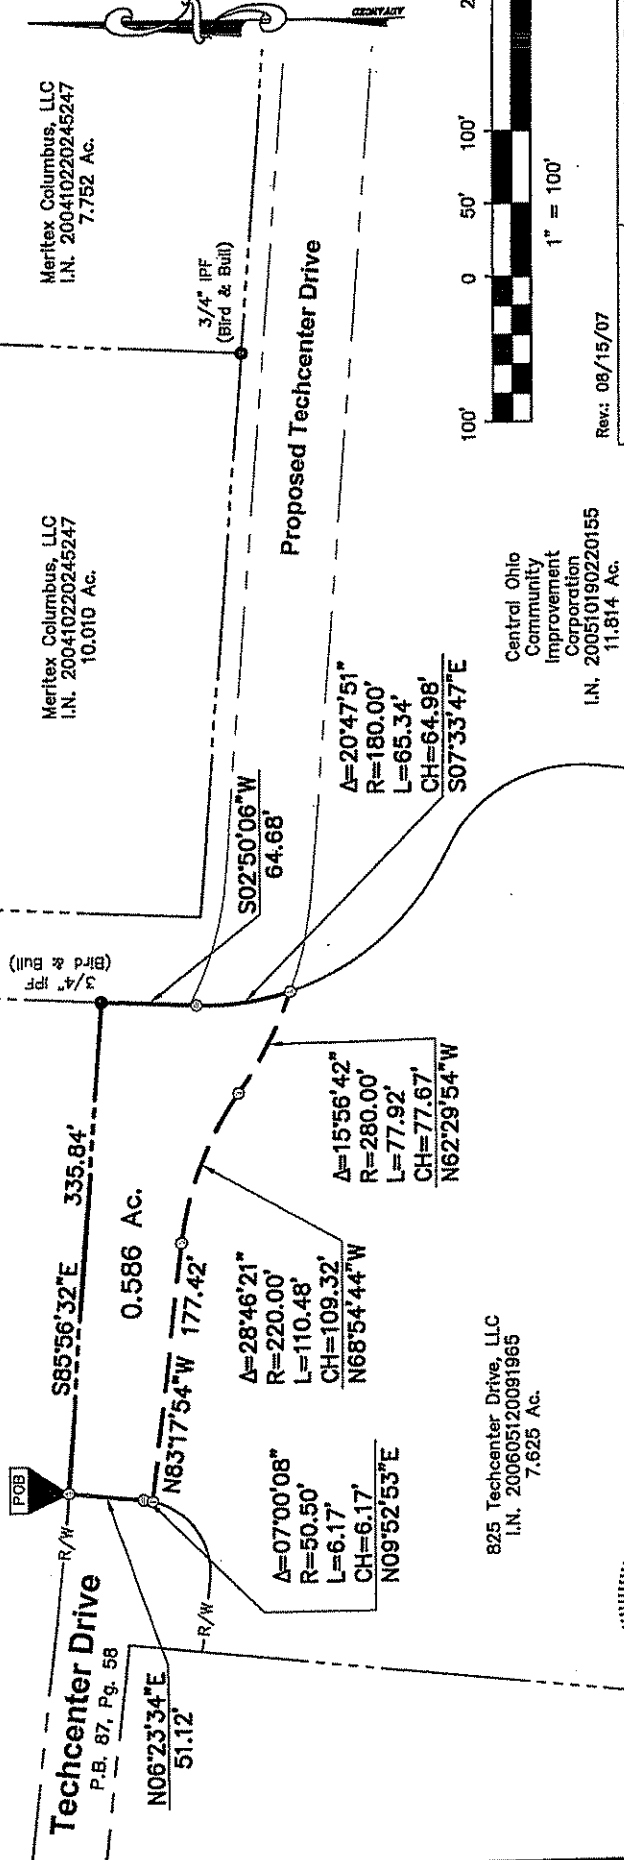 Techcenter Drive
P.B. 87, Pg. 58
R/W
R/W
POB
N06°23'34"E
51.12'
S85°56'32"E 335.84'
0.586 Ac.
N83°17'54"W 177.42'
Δ=07°00'08"
R=50.50'
L=6.17'
CH=6.17'
N09°52'53"E
Δ=28°46'21"
R=220.00'
L=110.48'
CH=109.32'
N68°54'44"W
Δ=15°56'42"
R=280.00'
L=77.92'
CH=77.67'
N62°29'54"W
825 Techcenter Drive, LLC
I.N. 200605120091965
7.625 Ac.
3/4" IPF
(Bird & Bull)
S02°50'06"W
64.68'
Δ=20°47'51"
R=180.00'
L=65.34'
CH=64.98'
S07°33'47"E
Meritex Columbus, LLC
I.N. 200410220245247
10.010 Ac.
Proposed Techcenter Drive
Central Ohio
Community
Improvement
Corporation
I.N. 200510190220155
11.814 Ac.
3/4" IPF
(Bird & Bull)
Meritex Columbus, LLC
I.N. 200410220245247
7.752 Ac.
ADVANCED
100' 0 50' 100' 2
1" = 100'
Rev.: 08/15/07